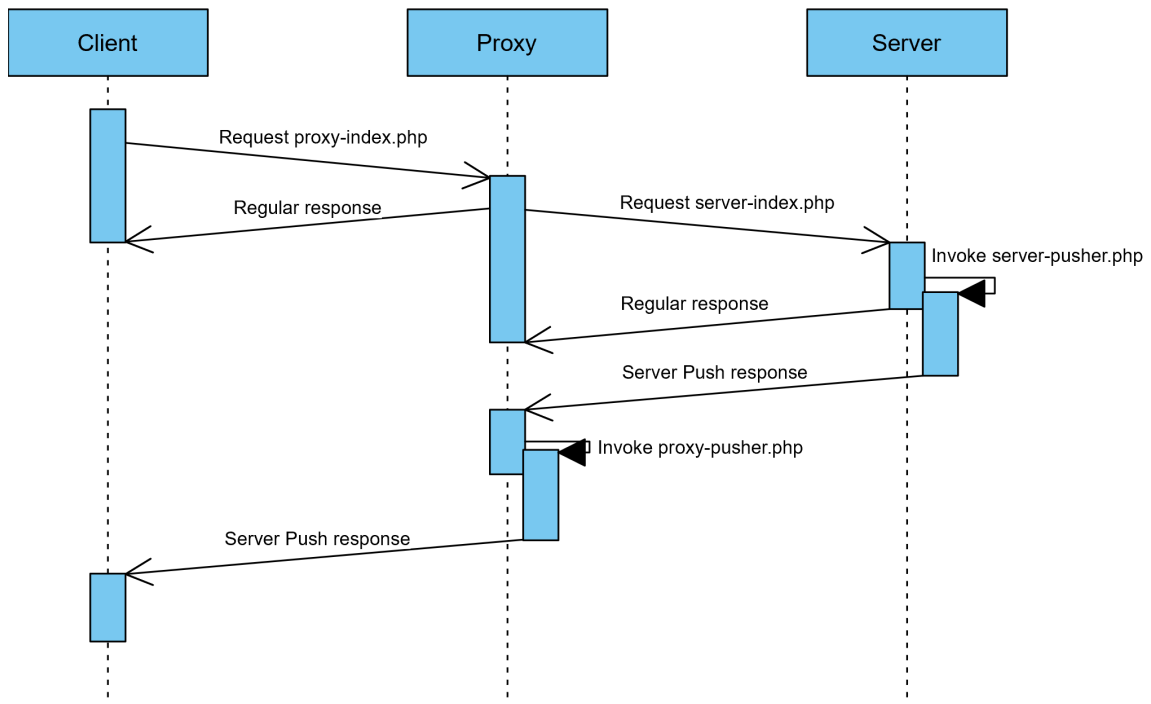 Client
Proxy
Server
Request proxy-index.php
Request server-index.php
Regular response
Invoke server-pusher.php
Regular response
Server Push response
Invoke proxy-pusher.php
Server Push response